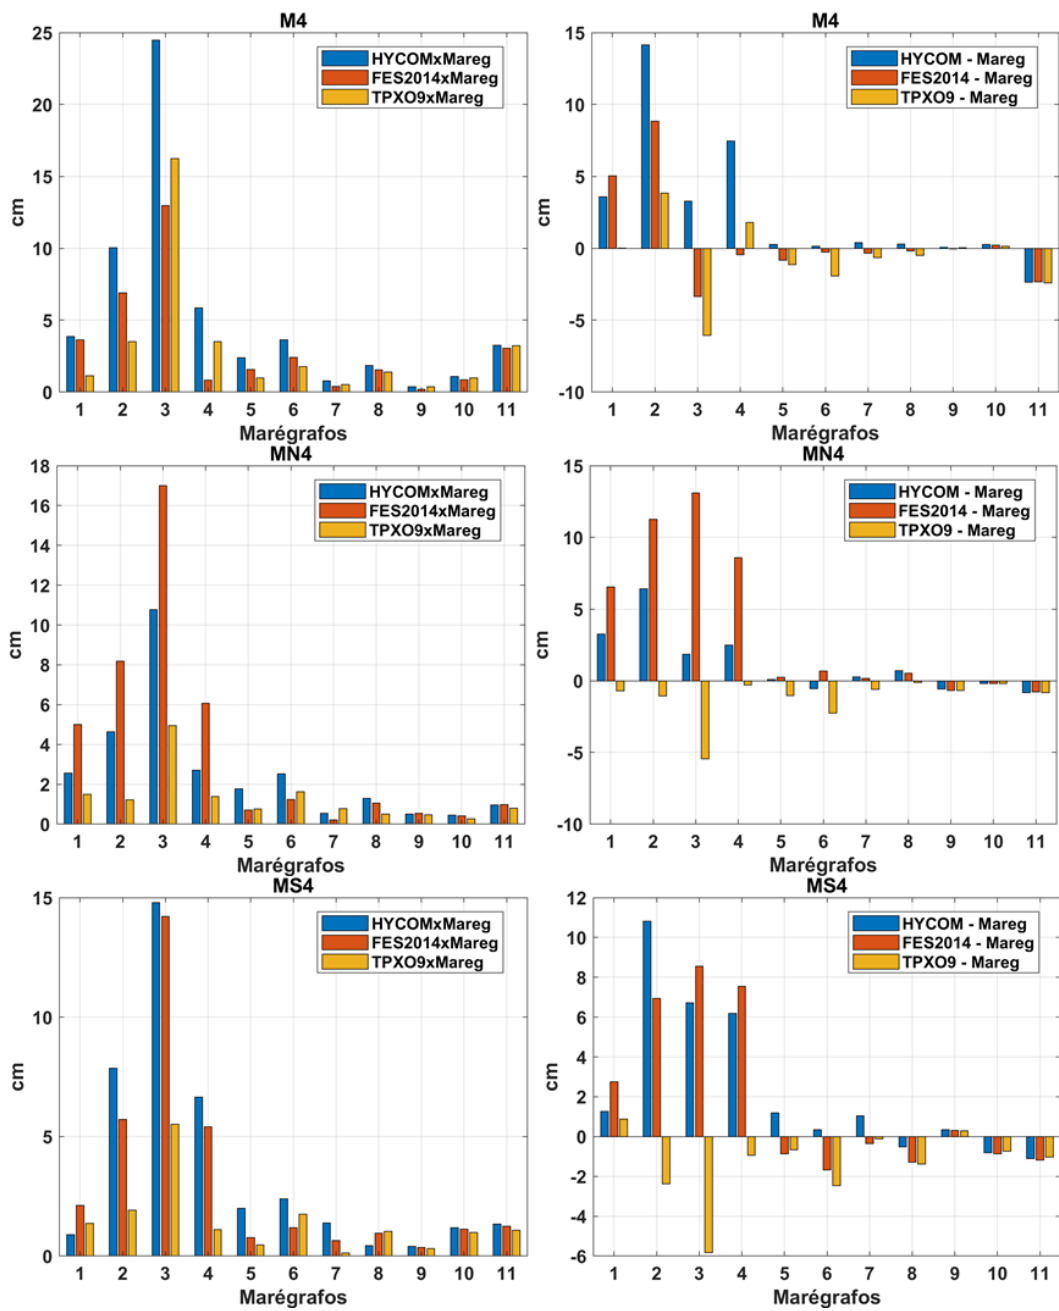 M4
25
20
15
10
5
0
cm
HYCOMxMareg
FES2014xMareg
TPXO9xMareg
1 2 3 4 5 6 7 8 9 10 11
Marégrafos
M4
15
10
5
0
-5
-10
cm
HYCOM - Mareg
FES2014 - Mareg
TPXO9 - Mareg
1 2 3 4 5 6 7 8 9 10 11
Marégrafos
MN4
18
16
14
12
10
8
6
4
2
0
cm
HYCOMxMareg
FES2014xMareg
TPXO9xMareg
1 2 3 4 5 6 7 8 9 10 11
Marégrafos
MN4
15
10
5
0
-5
-10
cm
HYCOM - Mareg
FES2014 - Mareg
TPXO9 - Mareg
1 2 3 4 5 6 7 8 9 10 11
Marégrafos
MS4
15
10
5
0
cm
HYCOMxMareg
FES2014xMareg
TPXO9xMareg
1 2 3 4 5 6 7 8 9 10 11
Marégrafos
MS4
12
10
8
6
4
2
0
-2
-4
-6
cm
HYCOM - Mareg
FES2014 - Mareg
TPXO9 - Mareg
1 2 3 4 5 6 7 8 9 10 11
Marégrafos